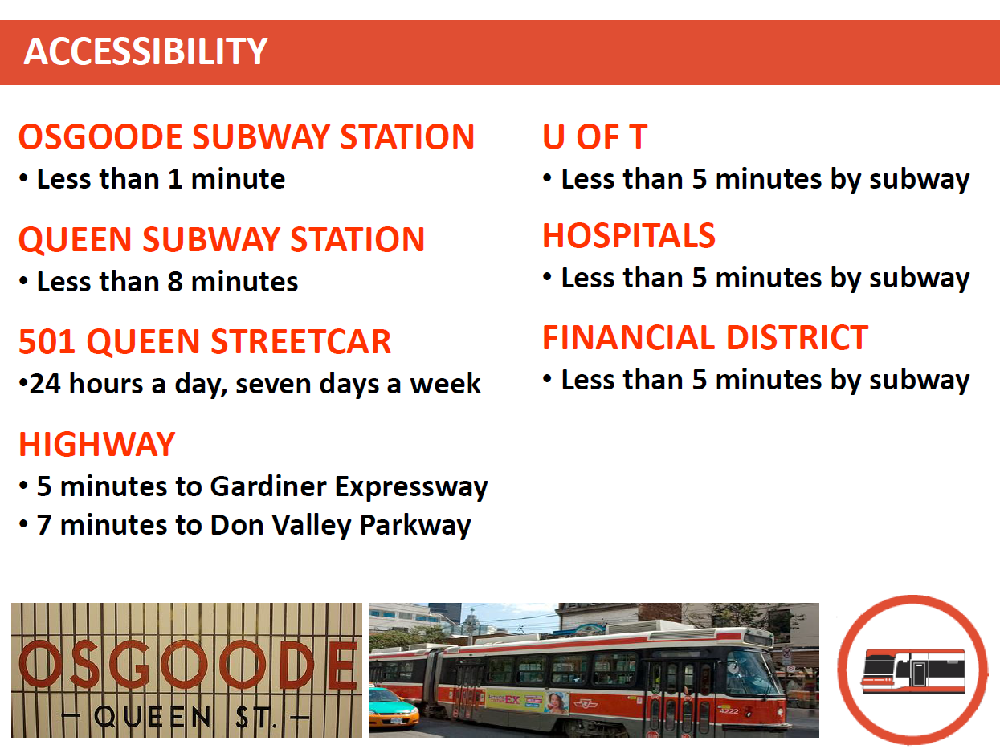 ACCESSIBILITY
OSGOODE SUBWAY STATION
• Less than 1 minute
QUEEN SUBWAY STATION
• Less than 8 minutes
501 QUEEN STREETCAR
•24 hours a day, seven days a week
HIGHWAY
• 5 minutes to Gardiner Expressway
• 7 minutes to Don Valley Parkway
U OF T
• Less than 5 minutes by subway
HOSPITALS
• Less than 5 minutes by subway
FINANCIAL DISTRICT
• Less than 5 minutes by subway
OSGOODE
– QUEEN ST. –
EX
4222